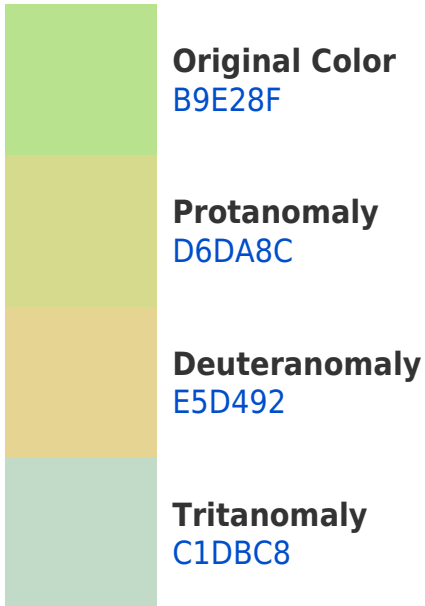 Original Color
B9E28F
Protanomaly
D6DA8C
Deuteranomaly
E5D492
Tritanomaly
C1DBC8